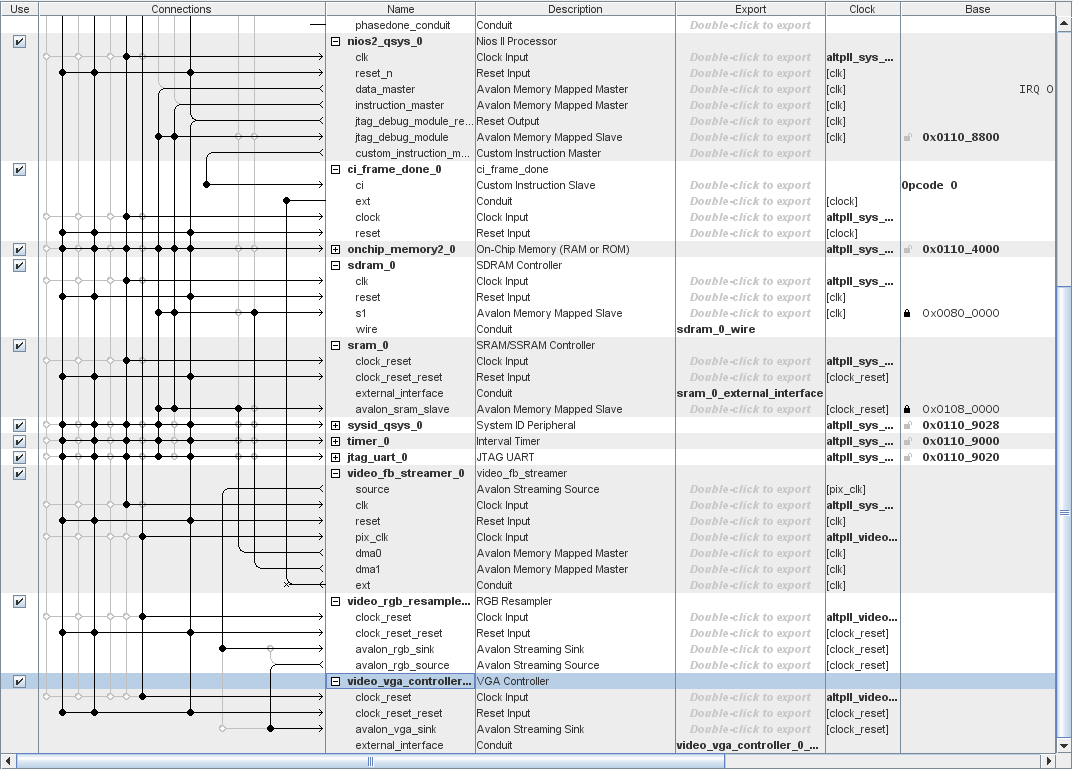 Use Connections Name Description Export Clock Base
phasedone_conduit Conduit Double-click to export
nios2_qsys_0 Nios II Processor
clk Clock Input Double-click to export altpll_sys_...
reset_n Reset Input Double-click to export [clk]
data_master Avalon Memory Mapped Master Double-click to export [clk] IRQ 0
instruction_master Avalon Memory Mapped Master Double-click to export [clk]
jtag_debug_module_re... Reset Output Double-click to export [clk]
jtag_debug_module Avalon Memory Mapped Slave Double-click to export [clk] 0x0110_8800
custom_instruction_m... Custom Instruction Master Double-click to export
ci_frame_done_0 ci_frame_done
ci Custom Instruction Slave Double-click to export Opcode 0
ext Conduit Double-click to export [clock]
clock Clock Input Double-click to export altpll_sys_...
reset Reset Input Double-click to export [clock]
onchip_memory2_0 On-Chip Memory (RAM or ROM) altpll_sys_... 0x0110_4000
sdram_0 SDRAM Controller
clk Clock Input Double-click to export altpll_sys_...
reset Reset Input Double-click to export [clk]
s1 Avalon Memory Mapped Slave Double-click to export [clk] 0x0080_0000
wire Conduit sdram_0_wire
sram_0 SRAM/SSRAM Controller
clock_reset Clock Input Double-click to export altpll_sys_...
clock_reset_reset Reset Input Double-click to export [clock_reset]
external_interface Conduit sram_0_external_interface
avalon_sram_slave Avalon Memory Mapped Slave Double-click to export [clock_reset] 0x0108_0000
sysid_qsys_0 System ID Peripheral altpll_sys_... 0x0110_9028
timer_0 Interval Timer altpll_sys_... 0x0110_9000
jtag_uart_0 JTAG UART altpll_sys_... 0x0110_9020
video_fb_streamer_0 video_fb_streamer
source Avalon Streaming Source Double-click to export [pix_clk]
clk Clock Input Double-click to export altpll_sys_...
reset Reset Input Double-click to export [clk]
pix_clk Clock Input Double-click to export altpll_video...
dma0 Avalon Memory Mapped Master Double-click to export [clk]
dma1 Avalon Memory Mapped Master Double-click to export [clk]
ext Conduit Double-click to export [clk]
video_rgb_resample... RGB Resampler
clock_reset Clock Input Double-click to export altpll_video...
clock_reset_reset Reset Input Double-click to export [clock_reset]
avalon_rgb_sink Avalon Streaming Sink Double-click to export [clock_reset]
avalon_rgb_source Avalon Streaming Source Double-click to export [clock_reset]
video_vga_controller... VGA Controller
clock_reset Clock Input Double-click to export altpll_video...
clock_reset_reset Reset Input Double-click to export [clock_reset]
avalon_vga_sink Avalon Streaming Sink Double-click to export [clock_reset]
external_interface Conduit video_vga_controller_0_...